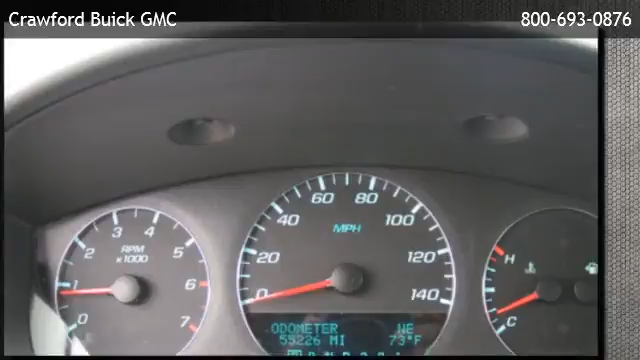 Crawford Buick GMC 800-693-0876
0 1 2 3 4 5 6 7
RPM
x1000
0 20 40 60 80 100 120 140
MPH
H
C
ODOMETER NE
55226 MI 73°F